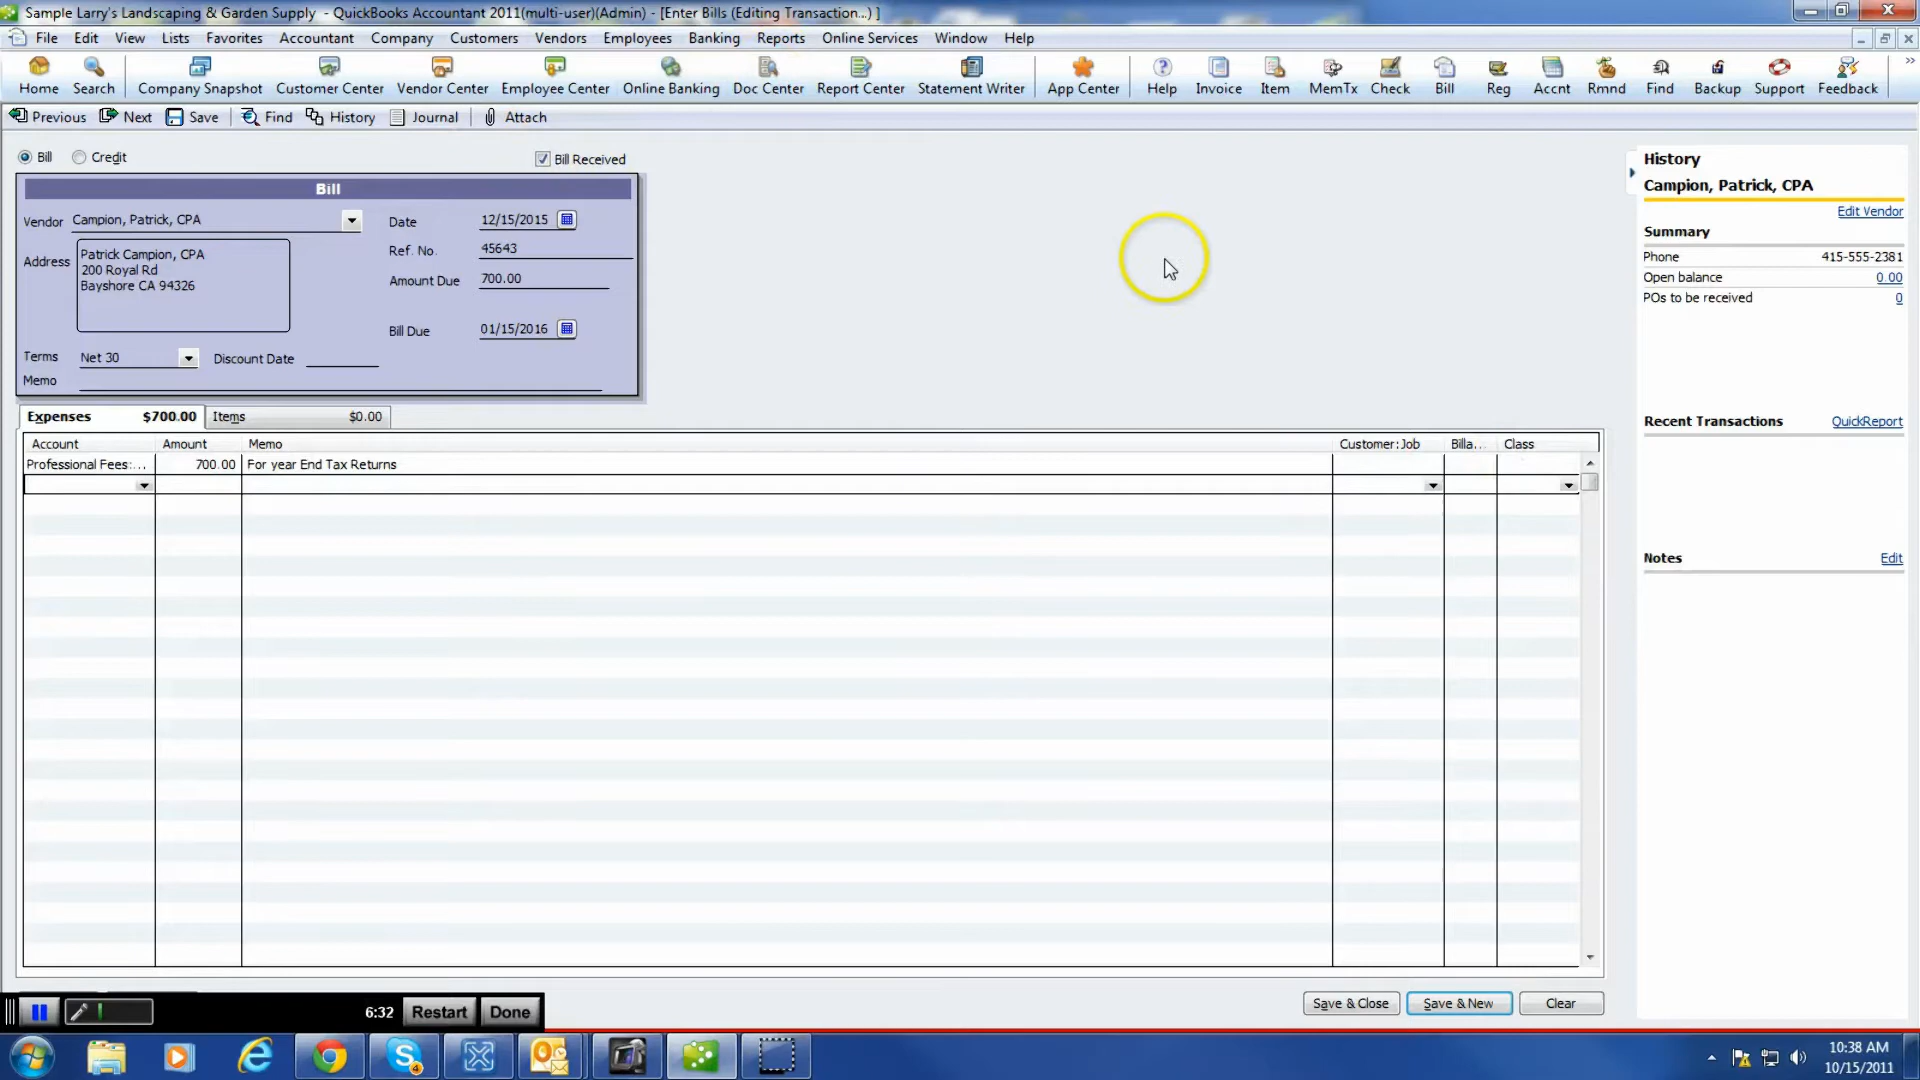 Sample Larry's Landscaping & Garden Supply - QuickBooks Accountant 2011(multi-user)(Admin) - [Enter Bills (Editing Transaction...) ]
File Edit View Lists Favorites Accountant Company Customers Vendors Employees Banking Reports Online Services Window Help
Home Search Company Snapshot Customer Center Vendor Center Employee Center Online Banking Doc Center Report Center Statement Writer App Center Help Invoice Item MemTx Check Bill Reg Accnt Rmnd Find Backup Support Feedback
Previous Next Save Find History Journal Attach
Bill Credit Bill Received
Bill
Vendor Campion, Patrick, CPA Date 12/15/2015
Address Patrick Campion, CPA
200 Royal Rd
Bayshore CA 94326
Ref. No. 45643
Amount Due 700.00
Bill Due 01/15/2016
Terms Net 30 Discount Date
Memo
Expenses $700.00 Items $0.00
Account Amount Memo Customer:Job Billa... Class
Professional Fees:... 700.00 For year End Tax Returns
History
Campion, Patrick, CPA
Edit Vendor
Summary
Phone 415-555-2381
Open balance 0.00
POs to be received 0
Recent Transactions QuickReport
Notes Edit
Save & Close Save & New Clear
6:32 Restart Done
4
10:38 AM
10/15/2011